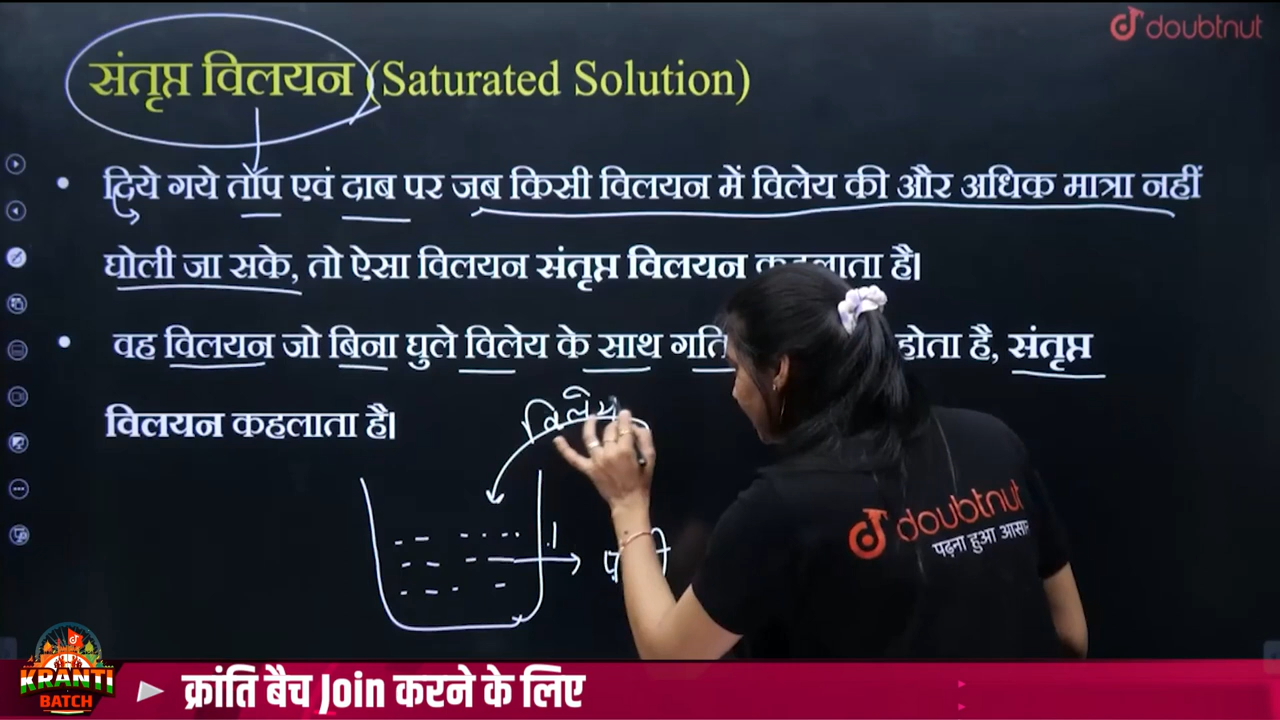 doubtnut
संतृप्त विलयन (Saturated Solution)
• दिये गये ताप एवं दाब पर जब किसी विलयन में विलेय की और अधिक मात्रा नहीं
घोली जा सके, तो ऐसा विलयन संतृप्त विलयन कहलाता है।
• वह विलयन जो बिना घुले विलेय के साथ होता है, संतृप्त
विलयन कहलाता है।
विलेय
doubtnut
पढ़ना हुआ आसान
KRANTI
BATCH
क्रांति बैच Join करने के लिए